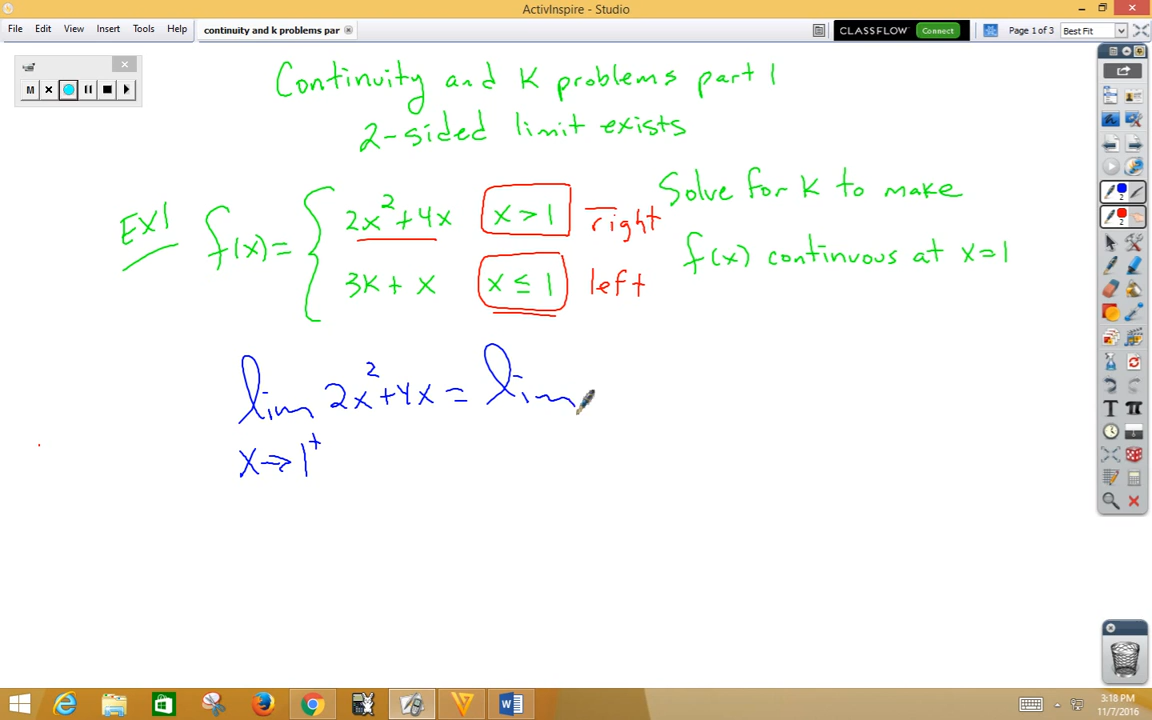 ActivInspire - Studio
File Edit View Insert Tools Help continuity and k problems par CLASSFLOW Connect Page 1 of 3 Best Fit
M
Continuity and K problems part 1
2-sided limit exists
EX1 f(x) = { 2x²+4x x > 1 right
3K + x x ≤ 1 left
Solve for K to make
f(x) continuous at x=1
lim 2x²+4x = lim
x→1⁺
2
2
T π
W
3:18 PM
11/7/2016